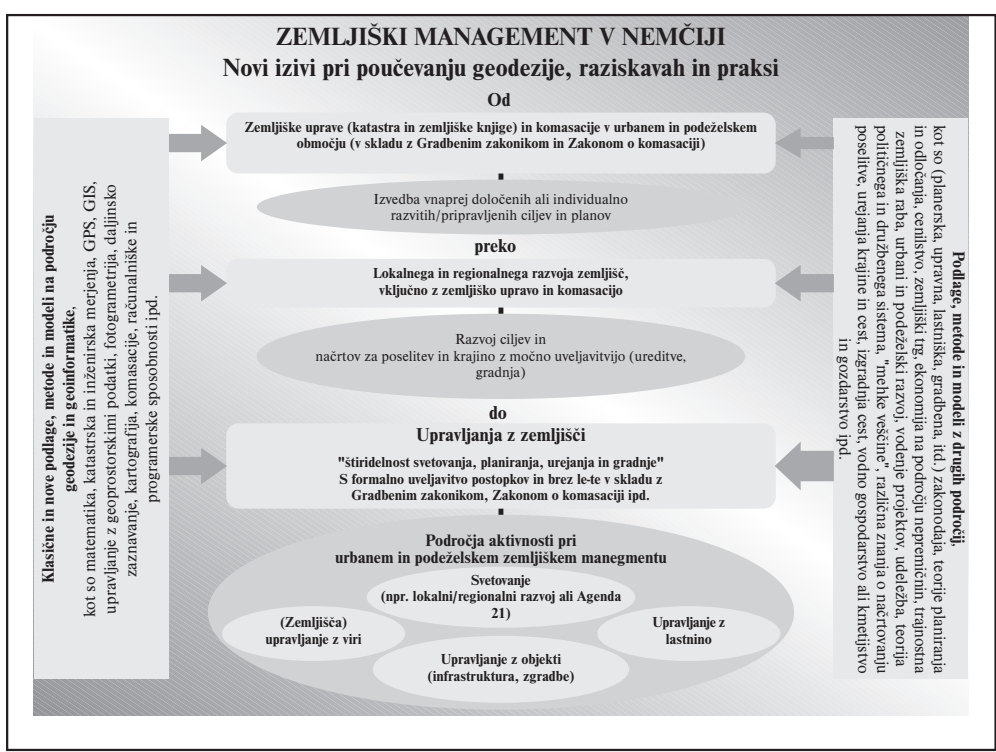 ZEMLJIŠKI MANAGEMENT V NEMČIJI
Novi izivi pri poučevanju geodezije, raziskavah in praksi
Od
Zemljiške uprave (katastra in zemljiške knjige) in komasacije v urbanem in podeželskem
območju (v skladu z Gradbenim zakonikom in Zakonom o komasaciji)
Izvedba vnaprej določenih ali individualno
razvitih/pripravljenih ciljev in planov
preko
Lokalnega in regionalnega razvoja zemljišč,
vključno z zemljiško upravo in komasacijo
Razvoj ciljev in
načrtov za poselitev in krajino z močno uveljavitvijo (ureditve,
gradnja)
do
Upravljanja z zemljišči
"štiridelnost svetovanja, planiranja, urejanja in gradnje"
S formalno uveljavitvo postopkov in brez le-te v skladu z
Gradbenim zakonikom, Zakonom o komasaciji ipd.
Področja aktivnosti pri
urbanem in podeželskem zemljiškem manegmentu
Svetovanje
(npr. lokalni/regionalni razvoj ali Agenda
21)
(Zemljišča)
upravljanje z viri
Upravljanje z
lastnino
Upravljanje z objekti
(infrastruktura, zgradbe)
Klasične in nove podlage, metode in modeli na področju
geodezije in geoinformatike,
kot so matematika, katastrska in inženirska merjenja, GPS, GIS,
upravljanje z geoprostorskimi podatki, fotogrametrija, daljinsko
zaznavanje, kartografija, komasacije, računalniške in
programerske sposobnosti ipd.
Podlage, metode in modeli z drugih področij,
kot so (planerska, upravna, lastniška, gradbena, itd.) zakonodaja, teorije planiranja
in odločanja, cenilstvo, zemljiški trg, ekonomija na področju nepremičnin, trajnostna
zemljiška raba, urbani in podeželski razvoj, vodenje projektov, udeležba, teorija
političnega in družbenega sistema, "mehke veščine", različna znanja o načrtovanju
poselitve, urejanja krajine in cest, izgradnja cest, vodno gospodarstvo ali kmetijstvo
in gozdarstvo ipd.